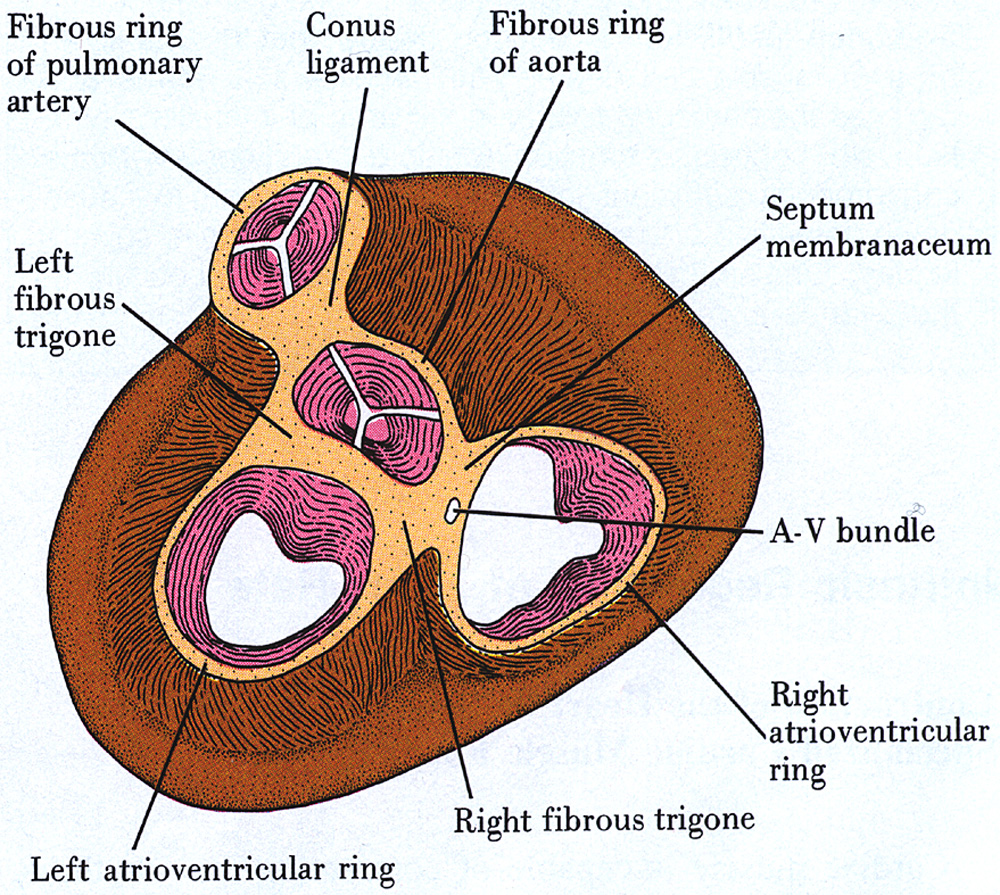 Fibrous ring
of pulmonary
artery
Conus
ligament
Fibrous ring
of aorta
Septum
membranaceum
Left
fibrous
trigone
A-V bundle
Right
atrioventricular
ring
Right fibrous trigone
Left atrioventricular ring